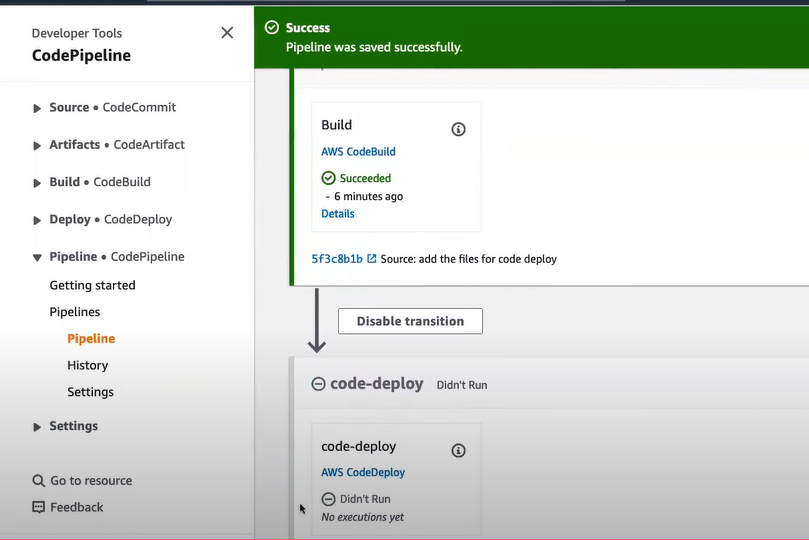 Developer Tools
CodePipeline
Source • CodeCommit
Artifacts • CodeArtifact
Build • CodeBuild
Deploy • CodeDeploy
Pipeline • CodePipeline
Getting started
Pipelines
Pipeline
History
Settings
Settings
Go to resource
Feedback
Success
Pipeline was saved successfully.
Build
AWS CodeBuild
Succeeded
- 6 minutes ago
Details
5f3c8b1b Source: add the files for code deploy
Disable transition
code-deploy Didn't Run
code-deploy
AWS CodeDeploy
Didn't Run
No executions yet